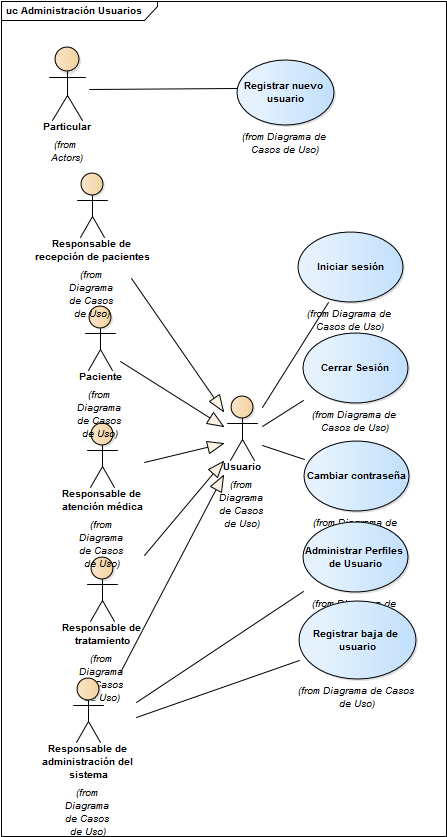 uc Administración Usuarios
Particular
(from
Actors)
Registrar nuevo
usuario
(from Diagrama de
Casos de Uso)
Responsable de
recepción de pacientes
(from
Diagrama
de Casos
de Uso)
Iniciar sesión
(from Diagrama de
Casos de Uso)
Paciente
(from
Diagrama
de Casos
de Uso)
Cerrar Sesión
(from Diagrama de
Casos de Uso)
Usuario
(from
Diagrama
de Casos
de Uso)
Responsable de
atención médica
(from
Diagrama
de Casos
de Uso)
Cambiar contraseña
(from Diagrama de
Administrar Perfiles
de Usuario
(from Diagrama de
Responsable de
tratamiento
(from
Diagrama
de Casos
de Uso)
Registrar baja de
usuario
(from Diagrama de Casos
de Uso)
Responsable de
administración del
sistema
(from
Diagrama
de Casos
de Uso)